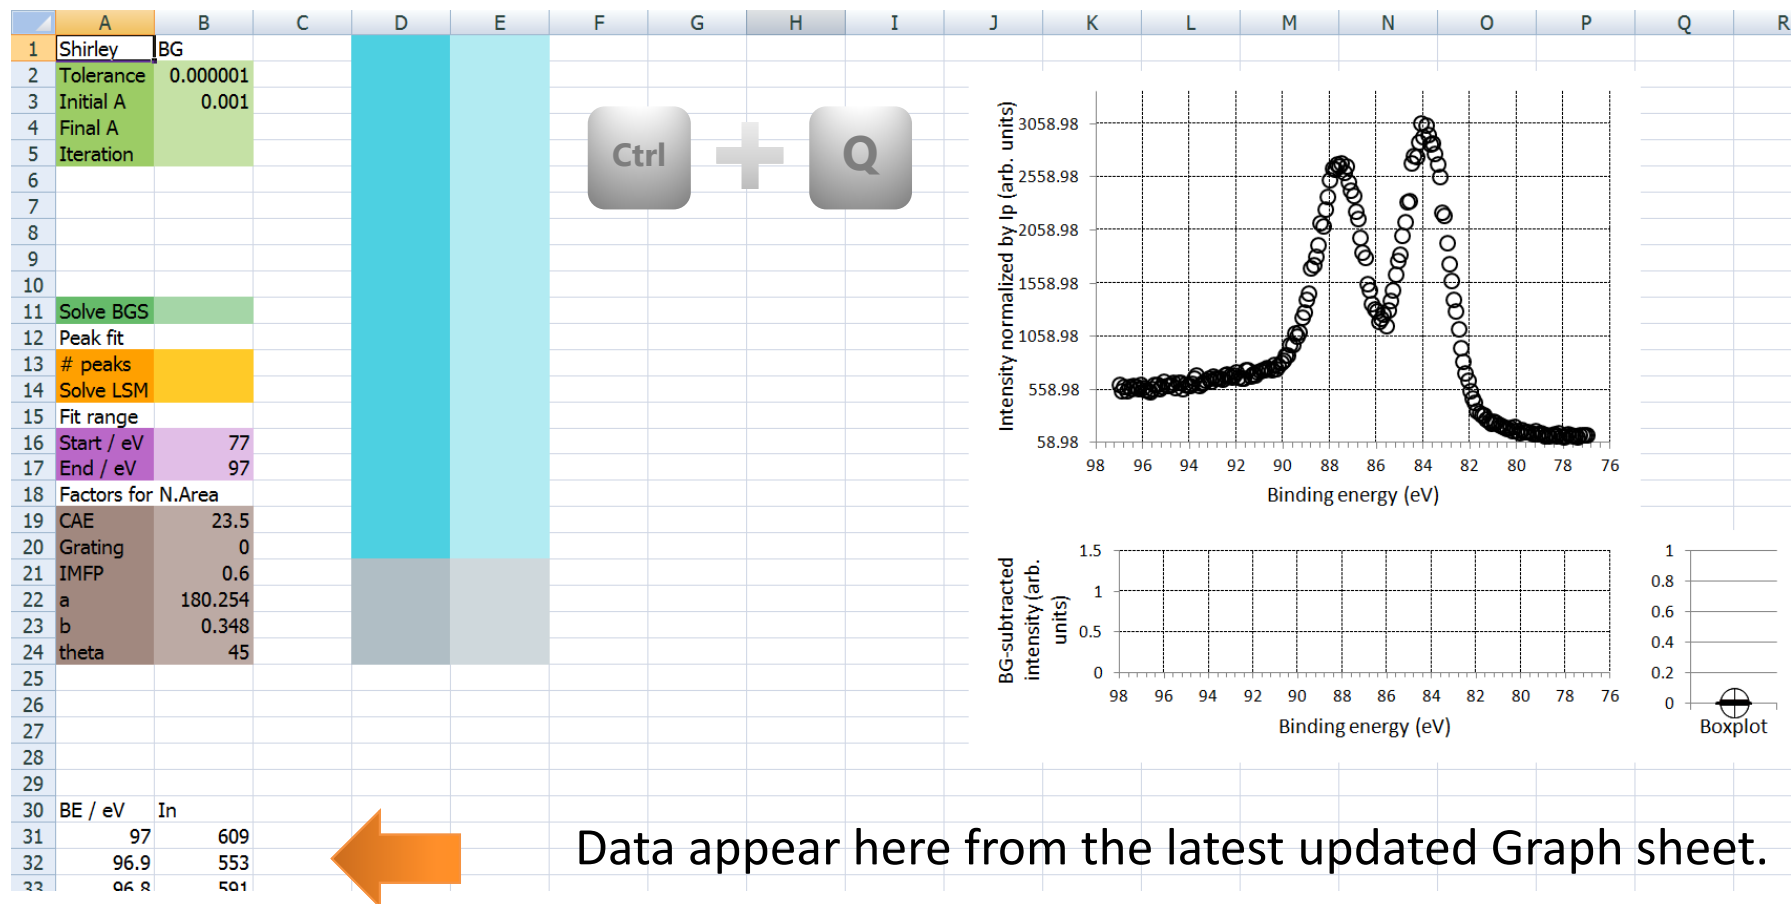 A B C D E F G H I J K L M N O P Q R
1 Shirley BG
2 Tolerance 0.000001
3 Initial A 0.001
4 Final A
5 Iteration
6
7
8
9
10
11 Solve BGS
12 Peak fit
13 # peaks
14 Solve LSM
15 Fit range
16 Start / eV 77
17 End / eV 97
18 Factors for N.Area
19 CAE 23.5
20 Grating 0
21 IMFP 0.6
22 a 180.254
23 b 0.348
24 theta 45
25
26
27
28
29
30 BE / eV In
31 97 609
32 96.9 553
33 96.8 591
Ctrl + Q
Intensity normalized by Ip (arb. units)
3058.98
2558.98
2058.98
1558.98
1058.98
558.98
58.98
98 96 94 92 90 88 86 84 82 80 78 76
Binding energy (eV)
BG-subtracted
intensity (arb.
units)
1.5
1
0.5
0
98 96 94 92 90 88 86 84 82 80 78 76
Binding energy (eV)
1
0.8
0.6
0.4
0.2
0
Boxplot
Data appear here from the latest updated Graph sheet.